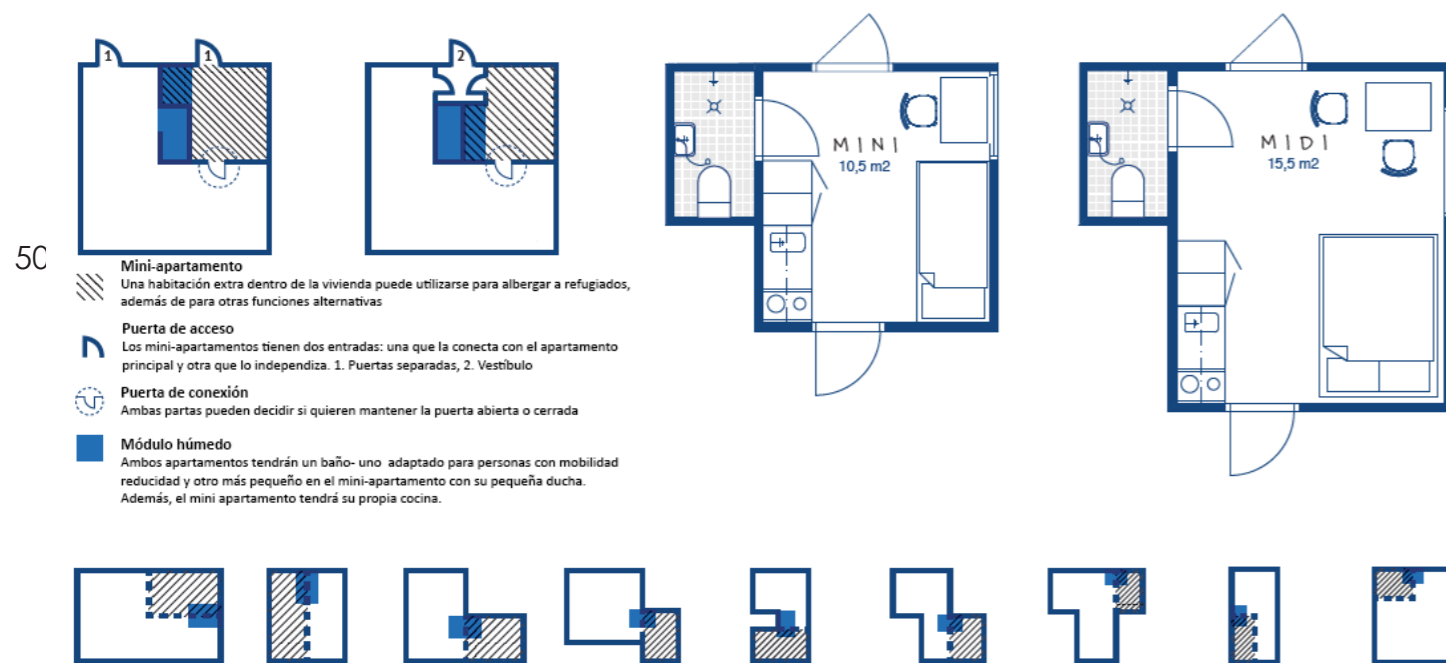 1
1
2
MINI
10,5 m2
MIDI
15,5 m2
50
Mini-apartamento
Una habitación extra dentro de la vivienda puede utilizarse para albergar a refugiados,
además de para otras funciones alternativas
Puerta de acceso
Los mini-apartamentos tienen dos entradas: una que la conecta con el apartamento
principal y otra que lo independiza. 1. Puertas separadas, 2. Vestíbulo
Puerta de conexión
Ambas partas pueden decidir si quieren mantener la puerta abierta o cerrada
Módulo húmedo
Ambos apartamentos tendrán un baño- uno adaptado para personas con mobilidad
reducidad y otro más pequeño en el mini-apartamento con su pequeña ducha.
Además, el mini apartamento tendrá su propia cocina.